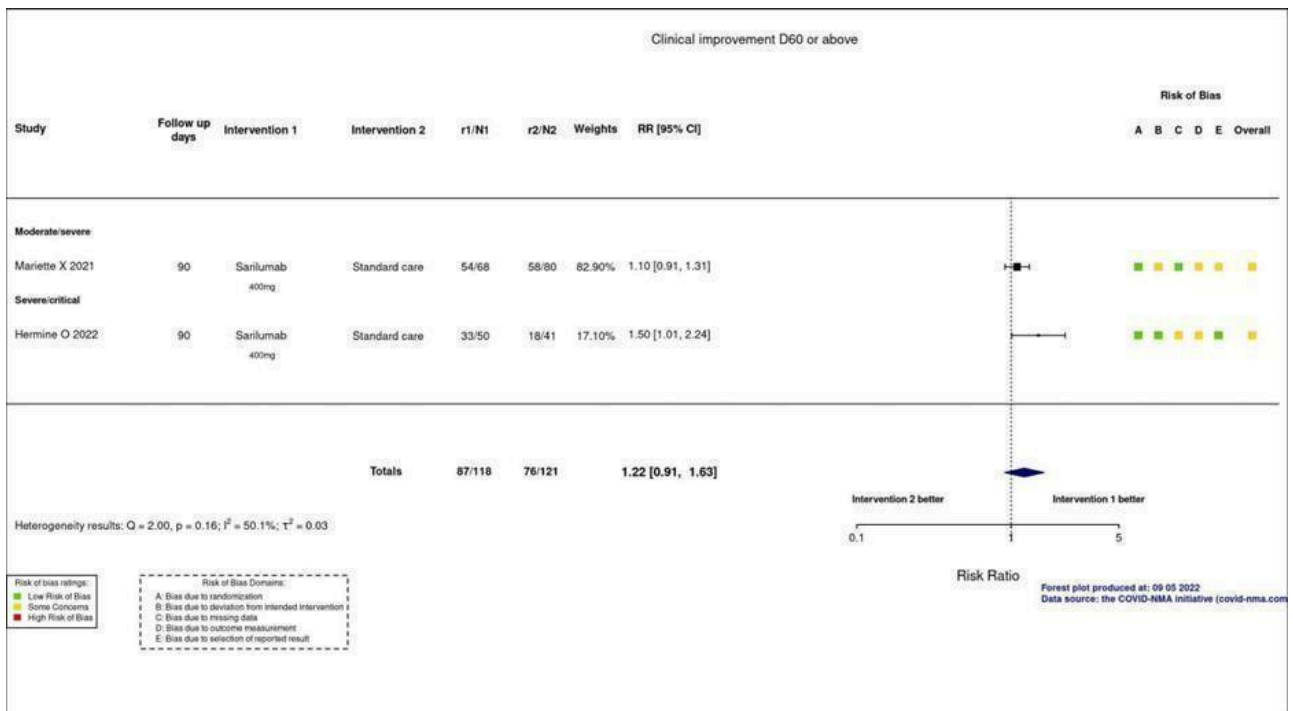 Clinical improvement D60 or above
Risk of Bias
Study Follow up days Intervention 1 Intervention 2 r1/N1 r2/N2 Weights RR [95% CI] A B C D E Overall
Moderate/severe
Mariette X 2021 90 Sarilumab Standard care 54/68 58/80 82.90% 1.10 [0.91, 1.31]
400mg
Severe/critical
Hermine O 2022 90 Sarilumab Standard care 33/50 18/41 17.10% 1.50 [1.01, 2.24]
400mg
Totals 87/118 76/121 1.22 [0.91, 1.63]
Intervention 2 better Intervention 1 better
Heterogeneity results: Q = 2.00, p = 0.16; I² = 50.1%; τ² = 0.03
0.1 1 5
Risk Ratio
Forest plot produced at: 09 05 2022
Data source: the COVID-NMA initiative (covid-nma.com
Risk of bias ratings:
Low Risk of Bias
Some Concerns
High Risk of Bias
Risk of Bias Domains:
A: Bias due to randomization
B: Bias due to deviation from intended intervention
C: Bias due to missing data
D: Bias due to outcome measurement
E: Bias due to selection of reported result